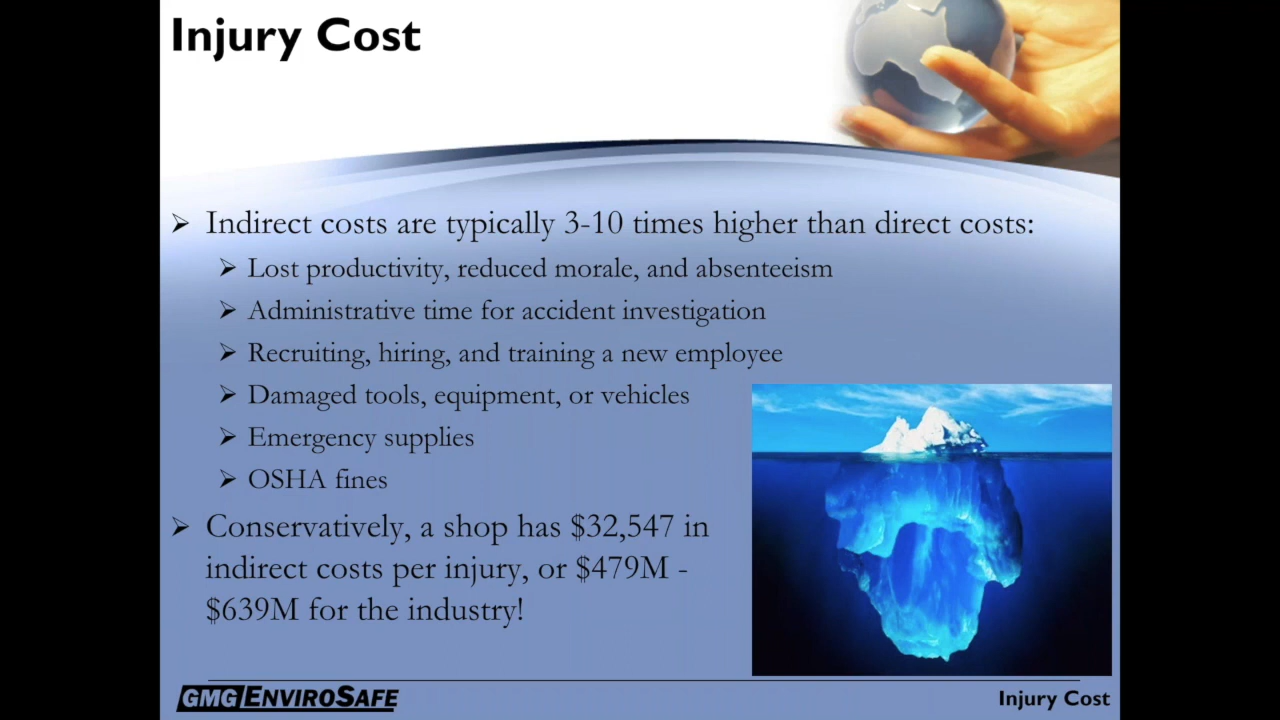 Injury Cost
➢ Indirect costs are typically 3-10 times higher than direct costs:
➢ Lost productivity, reduced morale, and absenteeism
➢ Administrative time for accident investigation
➢ Recruiting, hiring, and training a new employee
➢ Damaged tools, equipment, or vehicles
➢ Emergency supplies
➢ OSHA fines
➢ Conservatively, a shop has $32,547 in
indirect costs per injury, or $479M -
$639M for the industry!
GMG ENVIROSAFE
Injury Cost